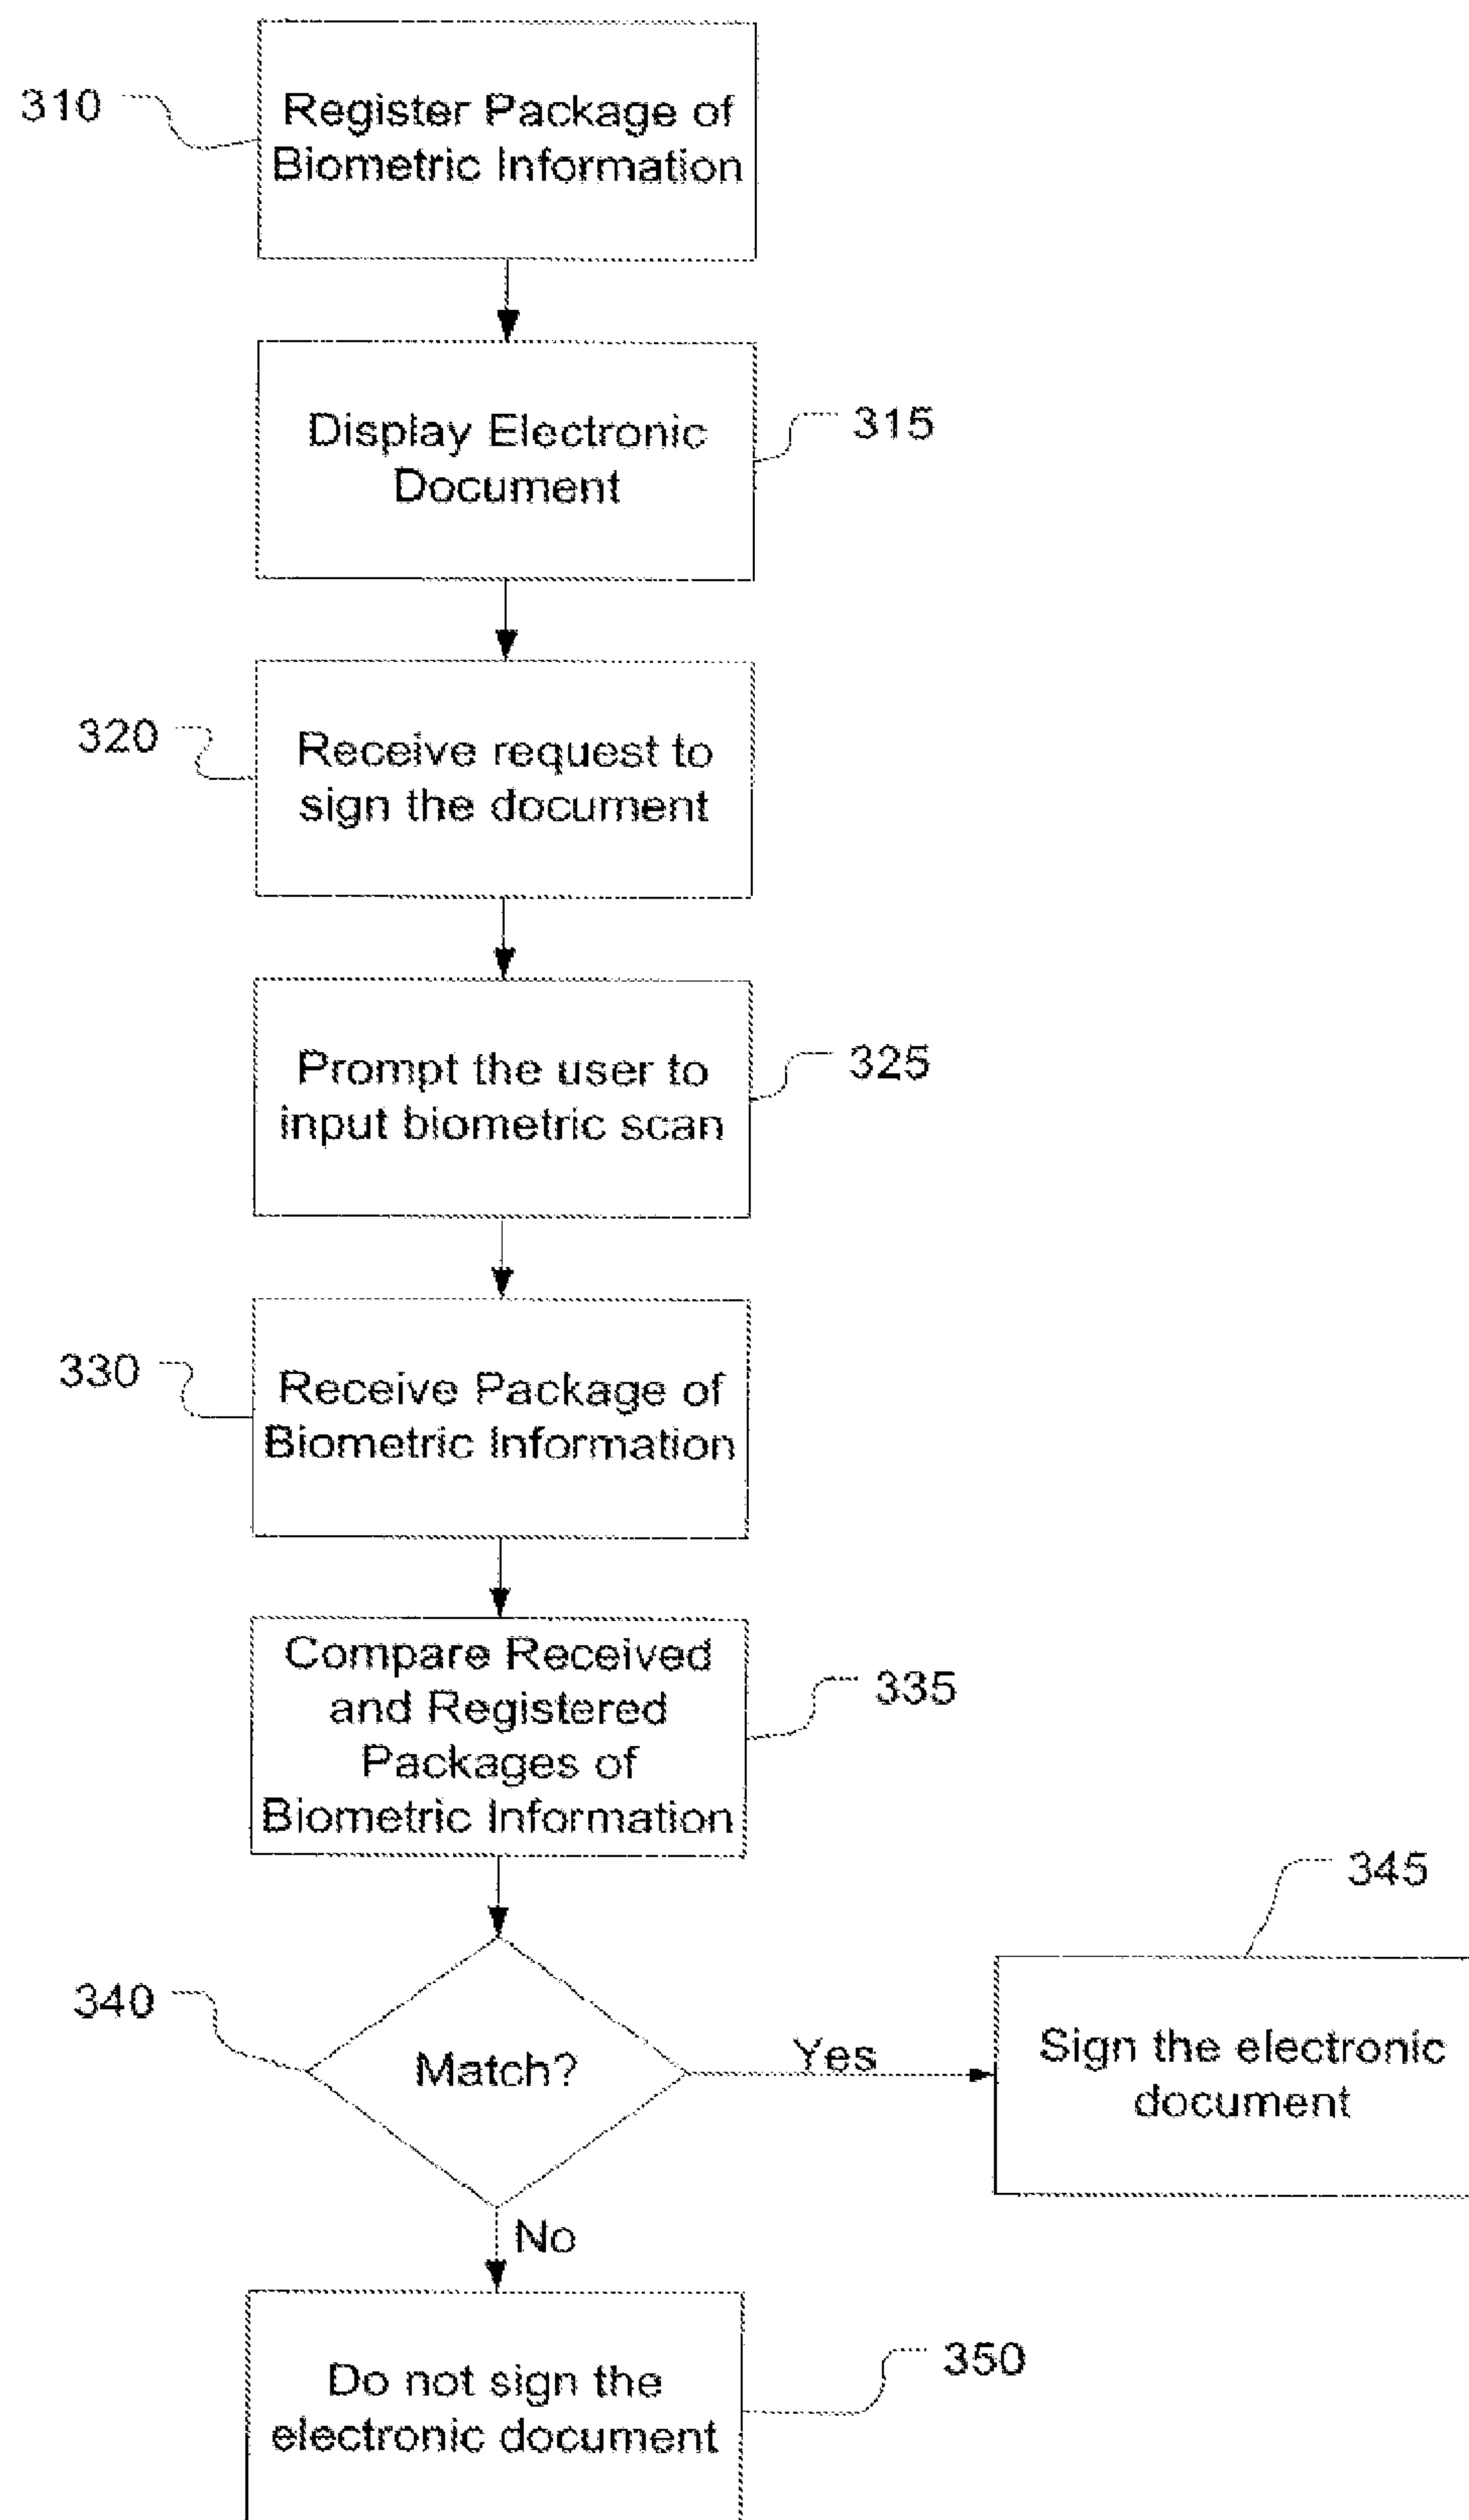 310
Register Package of
Biometric Information
Display Electronic
Document
315
320
Receive request to
sign the document
Prompt the user to
input biometric scan
325
330
Receive Package of
Biometric Information
Compare Received
and Registered
Packages of
Biometric Information
335
345
340
Match?
Yes
Sign the electronic
document
No
Do not sign the
electronic document
350